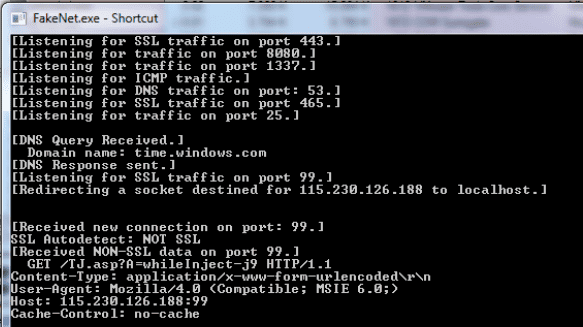 FakeNet.exe - Shortcut
[Listening for SSL traffic on port 443.]
[Listening for traffic on port 8080.]
[Listening for traffic on port 1337.]
[Listening for ICMP traffic.]
[Listening for DNS traffic on port: 53.]
[Listening for SSL traffic on port 465.]
[Listening for traffic on port 25.]
[DNS Query Received.]
Domain name: time.windows.com
[DNS Response sent.]
[Listening for SSL traffic on port 99.]
[Redirecting a socket destined for 115.230.126.188 to localhost.]
[Received new connection on port: 99.]
SSL Autodetect: NOT SSL
[Received NON-SSL data on port 99.]
GET /TJ.asp?A=whileInject-j9 HTTP/1.1
Content-Type: application/x-www-form-urlencoded\r\n
User-Agent: Mozilla/4.0 (Compatible; MSIE 6.0;)
Host: 115.230.126.188:99
Cache-Control: no-cache